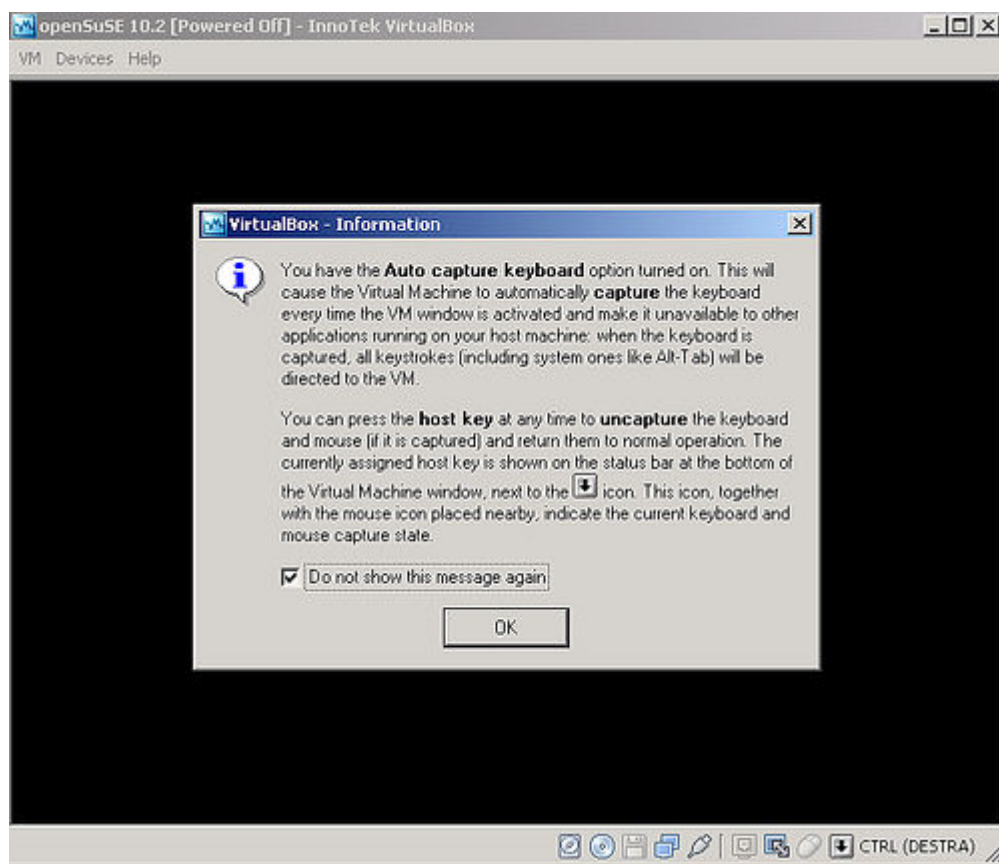 openSuSE 10.2 [Powered Off] - InnoTek VirtualBox
VM Devices Help
VirtualBox - Information
You have the Auto capture keyboard option turned on. This will
cause the Virtual Machine to automatically capture the keyboard
every time the VM window is activated and make it unavailable to other
applications running on your host machine: when the keyboard is
captured, all keystrokes (including system ones like Alt-Tab) will be
directed to the VM.
You can press the host key at any time to uncapture the keyboard
and mouse (if it is captured) and return them to normal operation. The
currently assigned host key is shown on the status bar at the bottom of
the Virtual Machine window, next to the icon. This icon, together
with the mouse icon placed nearby, indicate the current keyboard and
mouse capture state.
Do not show this message again
OK
CTRL (DESTRA)